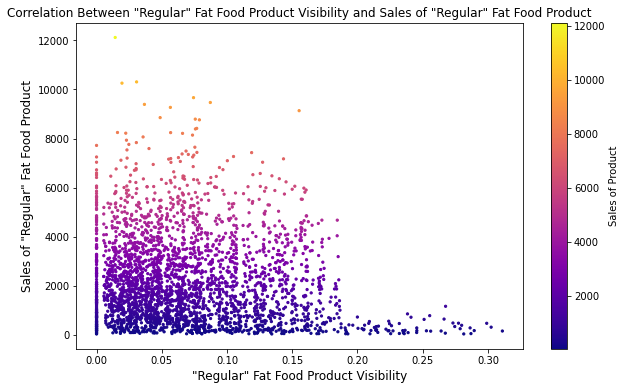 Correlation Between "Regular" Fat Food Product Visibility and Sales of "Regular" Fat Food Product
12000
10000
8000
6000
4000
2000
0
Sales of "Regular" Fat Food Product
0.00 0.05 0.10 0.15 0.20 0.25 0.30
"Regular" Fat Food Product Visibility
12000
10000
8000
6000
4000
2000
Sales of Product